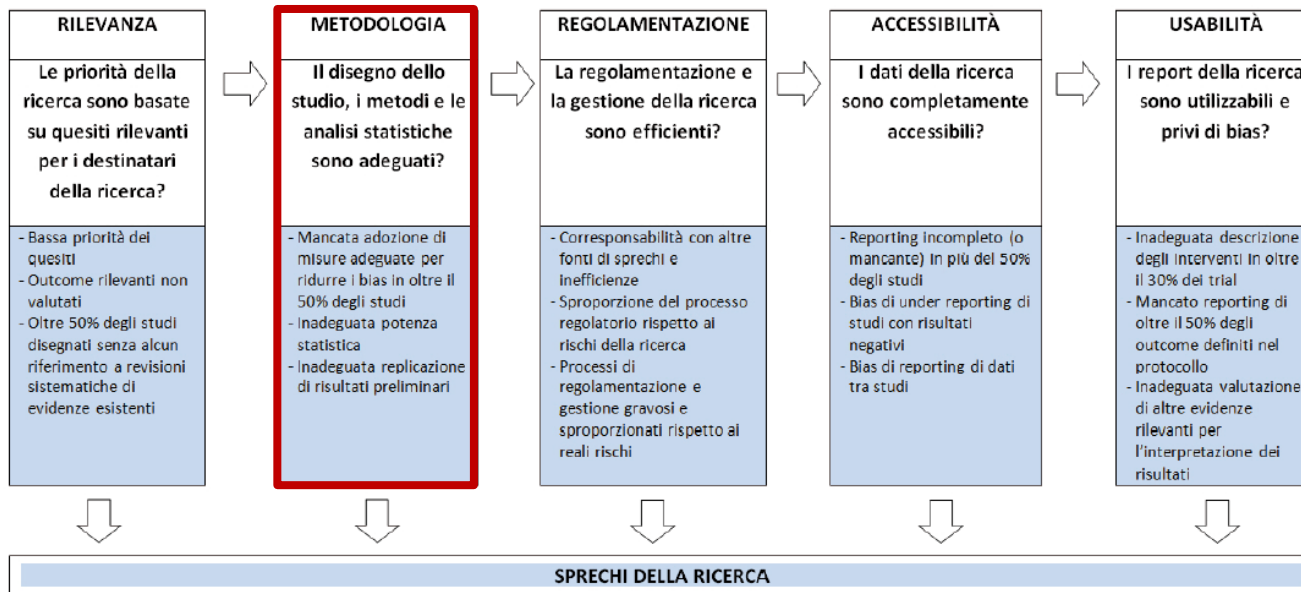 RILEVANZA
Le priorità della
ricerca sono basate
su quesiti rilevanti
per i destinatari
della ricerca?
- Bassa priorità dei
quesiti
- Outcome rilevanti non
valutati
- Oltre 50% degli studi
disegnati senza alcun
riferimento a revisioni
sistematiche di
evidenze esistenti
METODOLOGIA
Il disegno dello
studio, i metodi e le
analisi statistiche
sono adeguati?
- Mancata adozione di
misure adeguate per
ridurre i bias in oltre il
50% degli studi
- Inadeguata potenza
statistica
- Inadeguata replicazione
di risultati preliminari
REGOLAMENTAZIONE
La regolamentazione e
la gestione della ricerca
sono efficienti?
- Corresponsabilità con altre
fonti di sprechi e
inefficienze
- Sproporzione del processo
regolatorio rispetto ai
rischi della ricerca
- Processi di
regolamentazione e
gestione gravosi e
sproporzionati rispetto ai
reali rischi
ACCESSIBILITÀ
I dati della ricerca
sono completamente
accessibili?
- Reporting incompleto (o
mancante) in più del 50%
degli studi
- Bias di under reporting di
studi con risultati
negativi
- Bias di reporting di dati
tra studi
USABILITÀ
I report della ricerca
sono utilizzabili e
privi di bias?
- Inadeguata descrizione
degli interventi in oltre
il 30% dei trial
- Mancato reporting di
oltre il 50% degli
outcome definiti nel
protocollo
- Inadeguata valutazione
di altre evidenze
rilevanti per
l'interpretazione dei
risultati
SPRECHI DELLA RICERCA